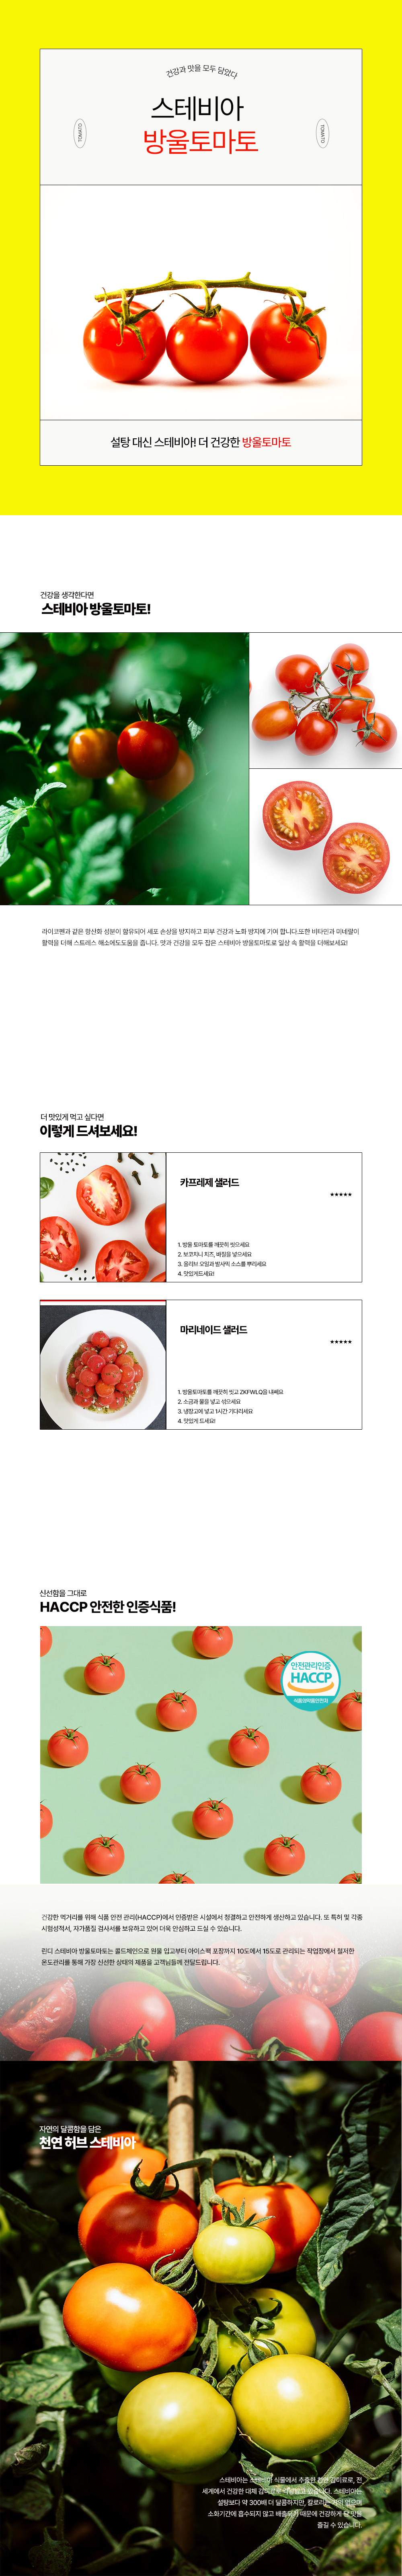 건강과 맛을 모두 담았다
스테비아
방울토마토
TOMATO
TOMATO
설탕 대신 스테비아! 더 건강한 방울토마토
건강을 생각한다면
스테비아 방울토마토!
라이코펜과 같은 항산화 성분이 함유되어 세포 손상을 방지하고 피부 건강과 노화 방지에 기여 합니다.또한 비타민과 미네랄이
활력을 더해 스트레스 해소에도도움을 줍니다. 맛과 건강을 모두 잡은 스테비아 방울토마토로 일상 속 활력을 더해보세요!
더 맛있게 먹고 싶다면
이렇게 드셔보세요!
카프레제 샐러드
★★★★★
1. 방울 토마토를 깨끗히 씻으세요
2. 보코치니 치즈, 바질을 넣으세요
3. 올리브 오일과 발사믹 소스를 뿌리세요
4. 맛있게드세요!
마리네이드 샐러드
★★★★★
1. 방울토마토를 깨끗히 씻고 ZKFWLQ을 내세요
2. 소금과 물을 넣고 섞으세요
3. 냉장고에 넣고 1시간 기다리세요
4. 맛있게 드세요!
신선함을 그대로
HACCP 안전한 인증식품!
안전관리인증
HACCP
식품의약품안전처
건강한 먹거리를 위해 식품 안전 관리(HACCP)에서 인증받은 시설에서 청결하고 안전하게 생산하고 있습니다. 또 특허 및 각종
시험성적서, 자가품질 검사서를 보유하고 있어 더욱 안심하고 드실 수 있습니다.
린디 스테비아 방울토마토는 콜드체인으로 원물 입고부터 아이스팩 포장까지 10도에서 15도로 관리되는 작업장에서 철저한
온도관리를 통해 가장 신선한 상태의 제품을 고객님들께 전달드립니다.
자연의 달콤함을 담은
천연 허브 스테비아
스테비아는 스테비아 식물에서 추출한 천연 감미료로, 전
세계에서 건강한 대체 감미료로 사용되고 있습니다. 스테비아는
설탕보다 약 300배 더 달콤하지만, 칼로리는 거의 없으며
소화기간에 흡수되지 않고 배출되기 때문에 건강하게 단 맛을
즐길 수 있습니다.